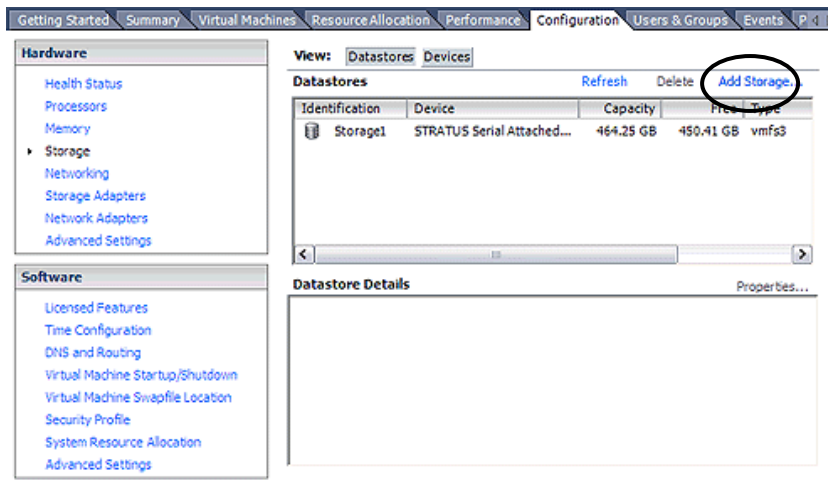 Getting Started Summary Virtual Machines Resource Allocation Performance Configuration Users & Groups Events P
Hardware
Health Status
Processors
Memory
Storage
Networking
Storage Adapters
Network Adapters
Advanced Settings
Software
Licensed Features
Time Configuration
DNS and Routing
Virtual Machine Startup/Shutdown
Virtual Machine Swapfile Location
Security Profile
System Resource Allocation
Advanced Settings
View: Datastores Devices
Datastores Refresh Delete Add Storage...
Identification Device Capacity Free Type
Storage1 STRATUS Serial Attached... 464.25 GB 450.41 GB vmfs3
Datastore Details Properties...